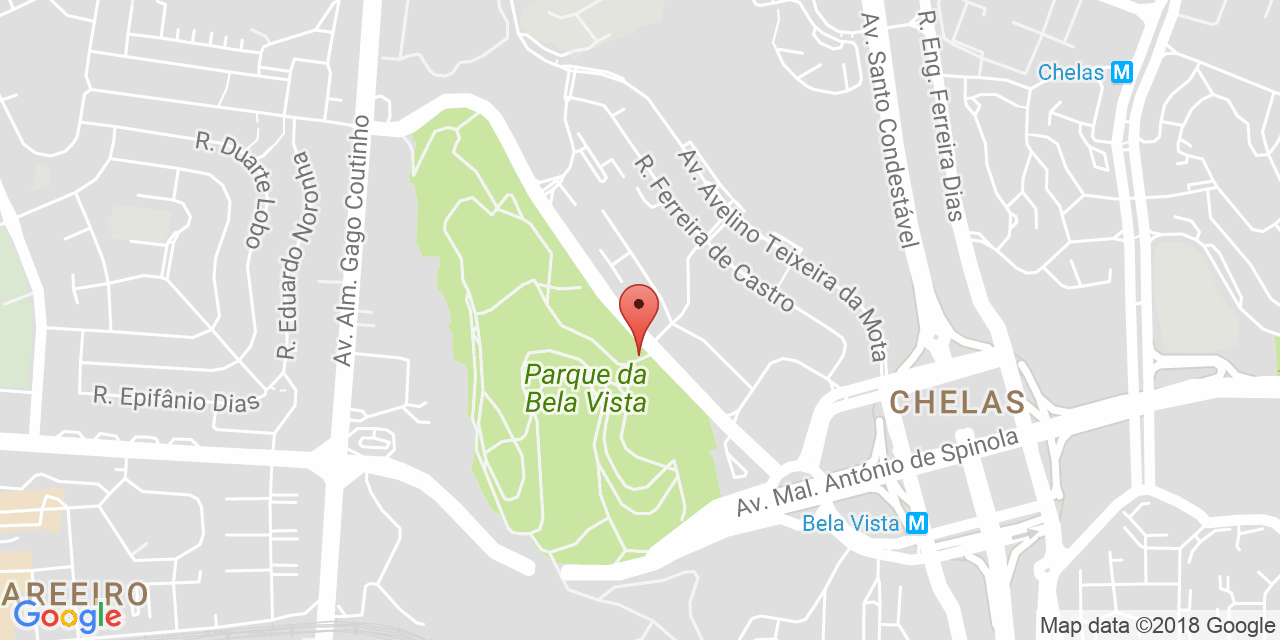 Chelas M
Av. Santo Condestável
R. Eng. Ferreira Dias
R. Duarte Lobo
R. Eduardo Noronha
Av. Alm. Gago Coutinho
R. Ferreira de Castro
Av. Avelino Teixeira da Mota
Parque da
Bela Vista
R. Epifânio Dias
CHELAS
Av. Mal. António de Spinola
Bela Vista M
AREEIRO
Google
Map data ©2018 Google